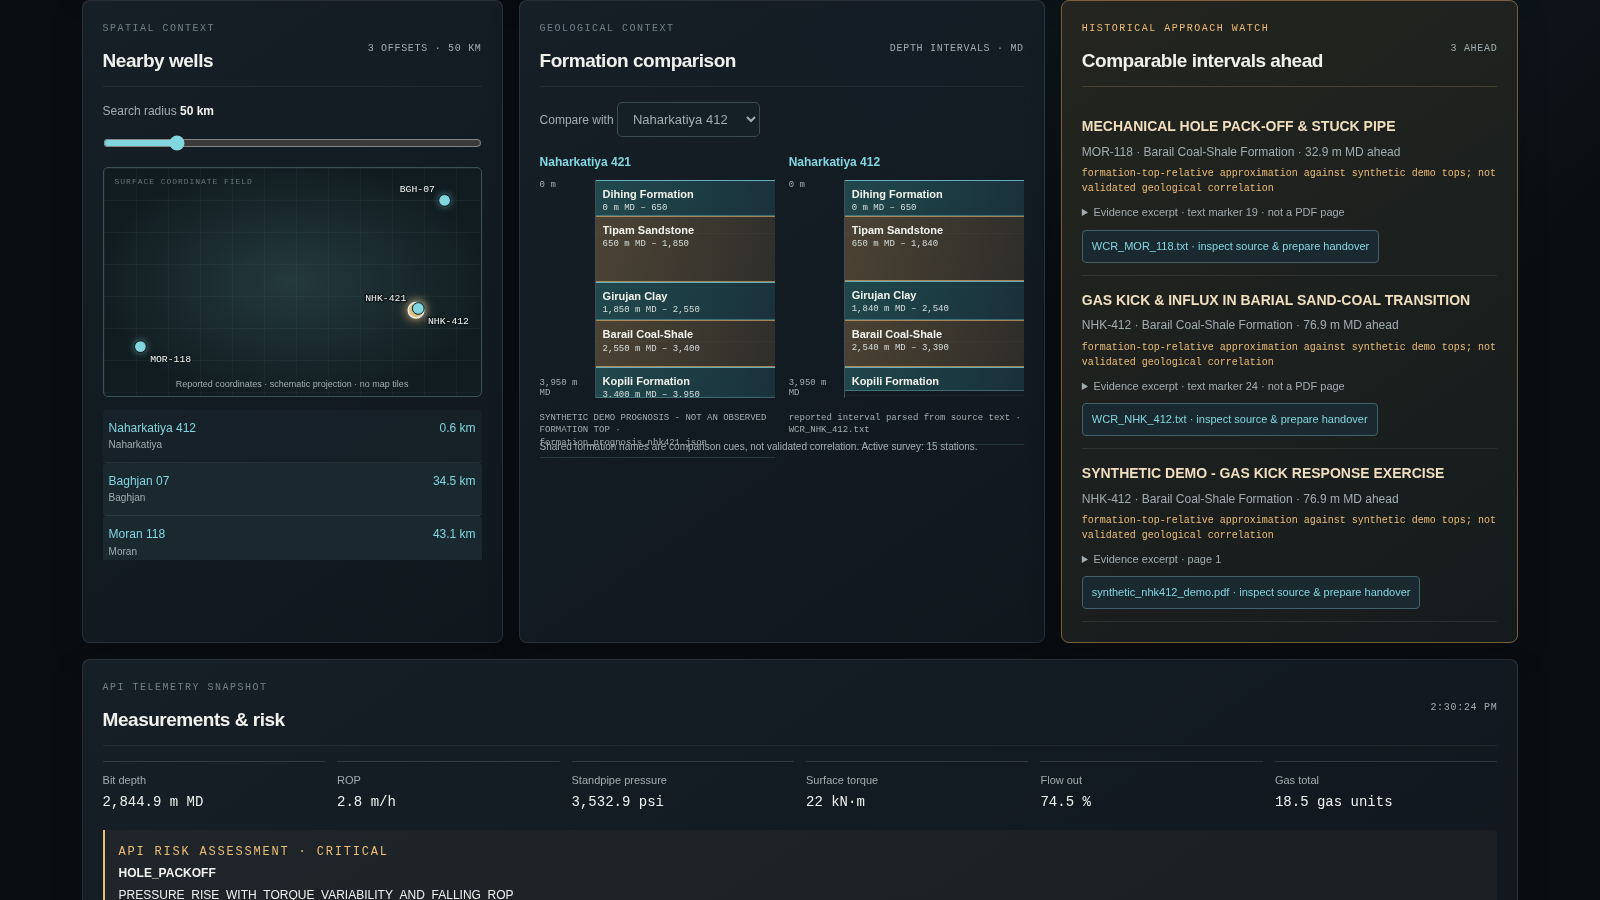 SPATIAL CONTEXT
Nearby wells
3 OFFSETS · 50 KM
Search radius 50 km
SURFACE COORDINATE FIELD
BGH-07
NHK-421
NHK-412
MOR-118
Reported coordinates · schematic projection · no map tiles
Naharkatiya 412 0.6 km
Naharkatiya
Baghjan 07 34.5 km
Baghjan
Moran 118 43.1 km
Moran
GEOLOGICAL CONTEXT
Formation comparison
DEPTH INTERVALS · MD
Compare with Naharkatiya 412
Naharkatiya 421
0 m
Dihing Formation
0 m MD – 650
Tipam Sandstone
650 m MD – 1,850
Girujan Clay
1,850 m MD – 2,550
Barail Coal-Shale
2,550 m MD – 3,400
Kopili Formation
3,400 m MD – 3,950
3,950 m
MD
SYNTHETIC DEMO PROGNOSIS - NOT AN OBSERVED
FORMATION TOP ·
formation_prognosis_nhk421.json
Naharkatiya 412
0 m
Dihing Formation
0 m MD – 650
Tipam Sandstone
650 m MD – 1,840
Girujan Clay
1,840 m MD – 2,540
Barail Coal-Shale
2,540 m MD – 3,390
Kopili Formation
3,950 m
MD
reported interval parsed from source text ·
WCR_NHK_412.txt
Shared formation names are comparison cues, not validated correlation. Active survey: 15 stations.
HISTORICAL APPROACH WATCH
Comparable intervals ahead
3 AHEAD
MECHANICAL HOLE PACK-OFF & STUCK PIPE
MOR-118 · Barail Coal-Shale Formation · 32.9 m MD ahead
formation-top-relative approximation against synthetic demo tops; not
validated geological correlation
▶ Evidence excerpt · text marker 19 · not a PDF page
WCR_MOR_118.txt · inspect source & prepare handover
GAS KICK & INFLUX IN BARIAL SAND-COAL TRANSITION
NHK-412 · Barail Coal-Shale Formation · 76.9 m MD ahead
formation-top-relative approximation against synthetic demo tops; not
validated geological correlation
▶ Evidence excerpt · text marker 24 · not a PDF page
WCR_NHK_412.txt · inspect source & prepare handover
SYNTHETIC DEMO - GAS KICK RESPONSE EXERCISE
NHK-412 · Barail Coal-Shale Formation · 76.9 m MD ahead
formation-top-relative approximation against synthetic demo tops; not
validated geological correlation
▶ Evidence excerpt · page 1
synthetic_nhk412_demo.pdf · inspect source & prepare handover
API TELEMETRY SNAPSHOT
Measurements & risk
2:30:24 PM
Bit depth
2,844.9 m MD
ROP
2.8 m/h
Standpipe pressure
3,532.9 psi
Surface torque
22 kN·m
Flow out
74.5 %
Gas total
18.5 gas units
API RISK ASSESSMENT · CRITICAL
HOLE_PACKOFF
PRESSURE_RISE_WITH_TORQUE_VARIABILITY_AND_FALLING_ROP